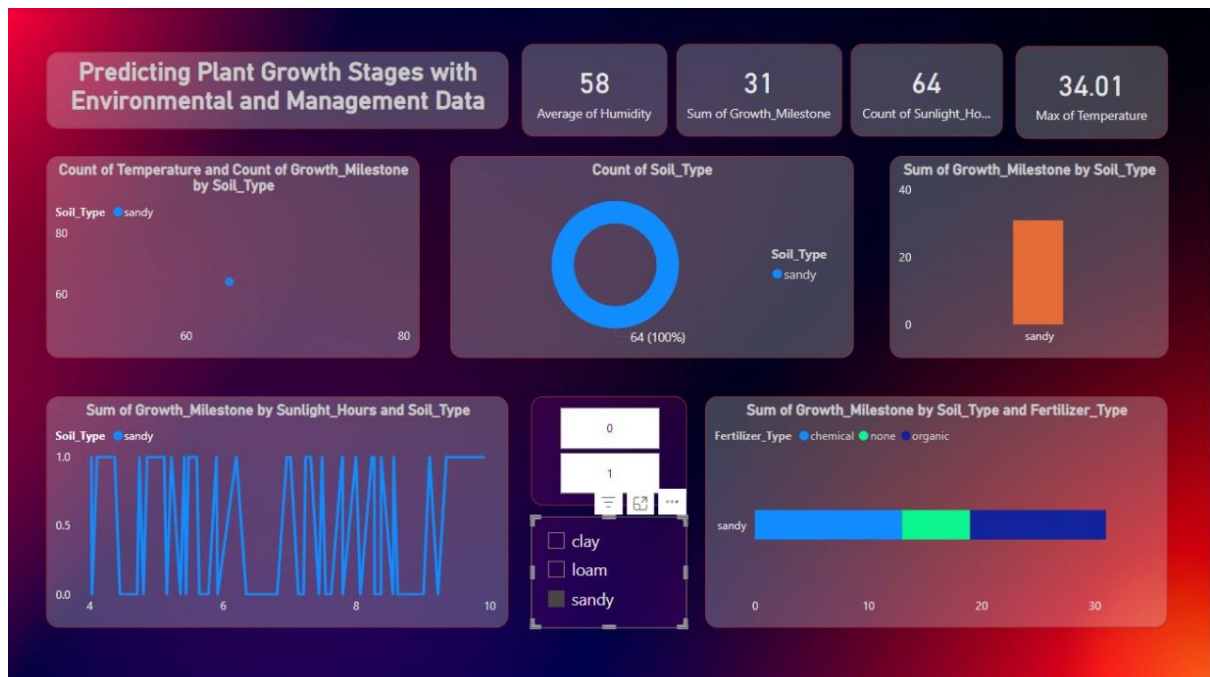 Predicting Plant Growth Stages with
Environmental and Management Data
58
Average of Humidity
31
Sum of Growth_Milestone
64
Count of Sunlight_Ho...
34.01
Max of Temperature
Count of Temperature and Count of Growth_Milestone
by Soil_Type
Soil_Type sandy
80
60
60 80
Count of Soil_Type
Soil_Type
sandy
64 (100%)
Sum of Growth_Milestone by Soil_Type
40
20
0
sandy
Sum of Growth_Milestone by Sunlight_Hours and Soil_Type
Soil_Type sandy
1.0
0.5
0.0
4 6 8 10
0
1
clay
loam
sandy
Sum of Growth_Milestone by Soil_Type and Fertilizer_Type
Fertilizer_Type chemical none organic
sandy
0 10 20 30